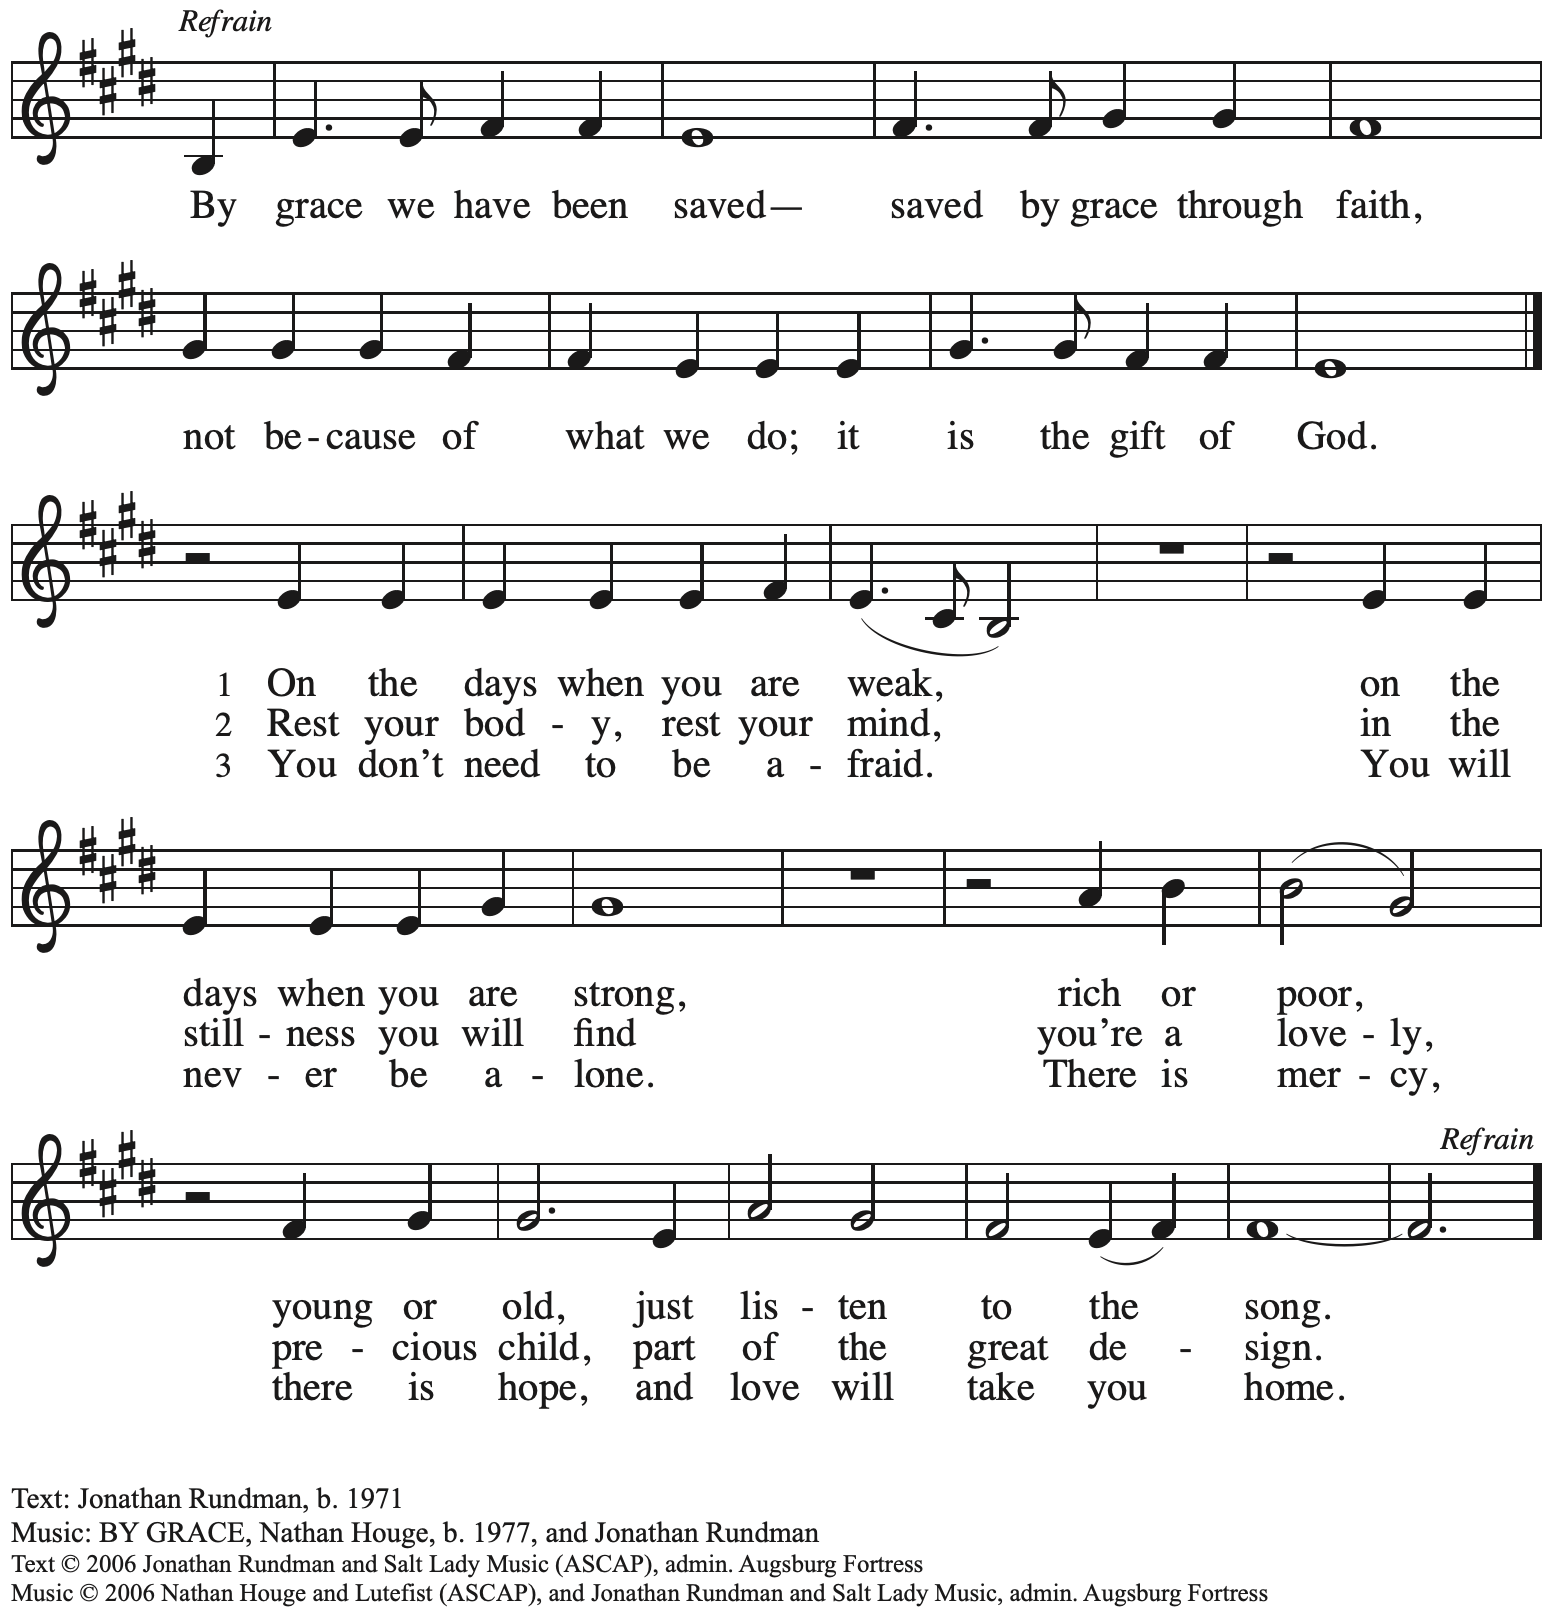 Refrain
By grace we have been saved— saved by grace through faith,
not be - cause of what we do; it is the gift of God.
1 On the days when you are weak, on the
2 Rest your bod - y, rest your mind, in the
3 You don’t need to be a - fraid. You will
days when you are strong, rich or poor,
still - ness you will find you’re a love - ly,
nev - er be a - lone. There is mer - cy,
Refrain
young or old, just lis - ten to the song.
pre - cious child, part of the great de - sign.
there is hope, and love will take you home.
Text: Jonathan Rundman, b. 1971
Music: BY GRACE, Nathan Houge, b. 1977, and Jonathan Rundman
Text © 2006 Jonathan Rundman and Salt Lady Music (ASCAP), admin. Augsburg Fortress
Music © 2006 Nathan Houge and Lutefist (ASCAP), and Jonathan Rundman and Salt Lady Music, admin. Augsburg Fortress